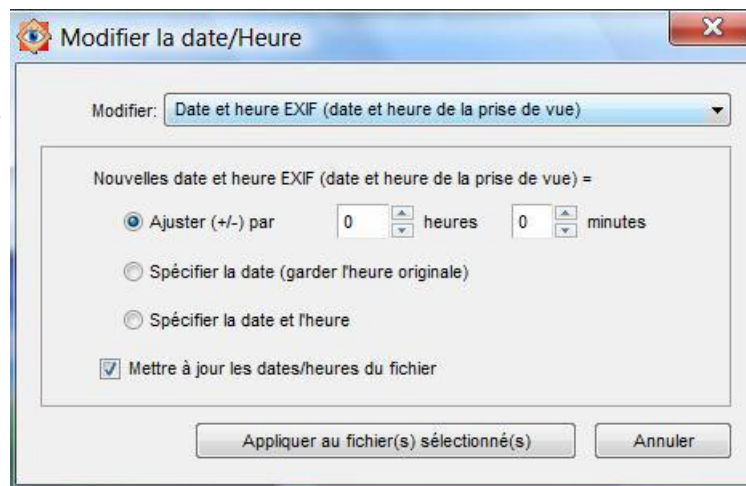 Modifier la date/Heure
Modifier: Date et heure EXIF (date et heure de la prise de vue)
Nouvelles date et heure EXIF (date et heure de la prise de vue) =
Ajuster (+/-) par 0 heures 0 minutes
Spécifier la date (garder l'heure originale)
Spécifier la date et l'heure
Mettre à jour les dates/heures du fichier
Appliquer au fichier(s) sélectionné(s) Annuler